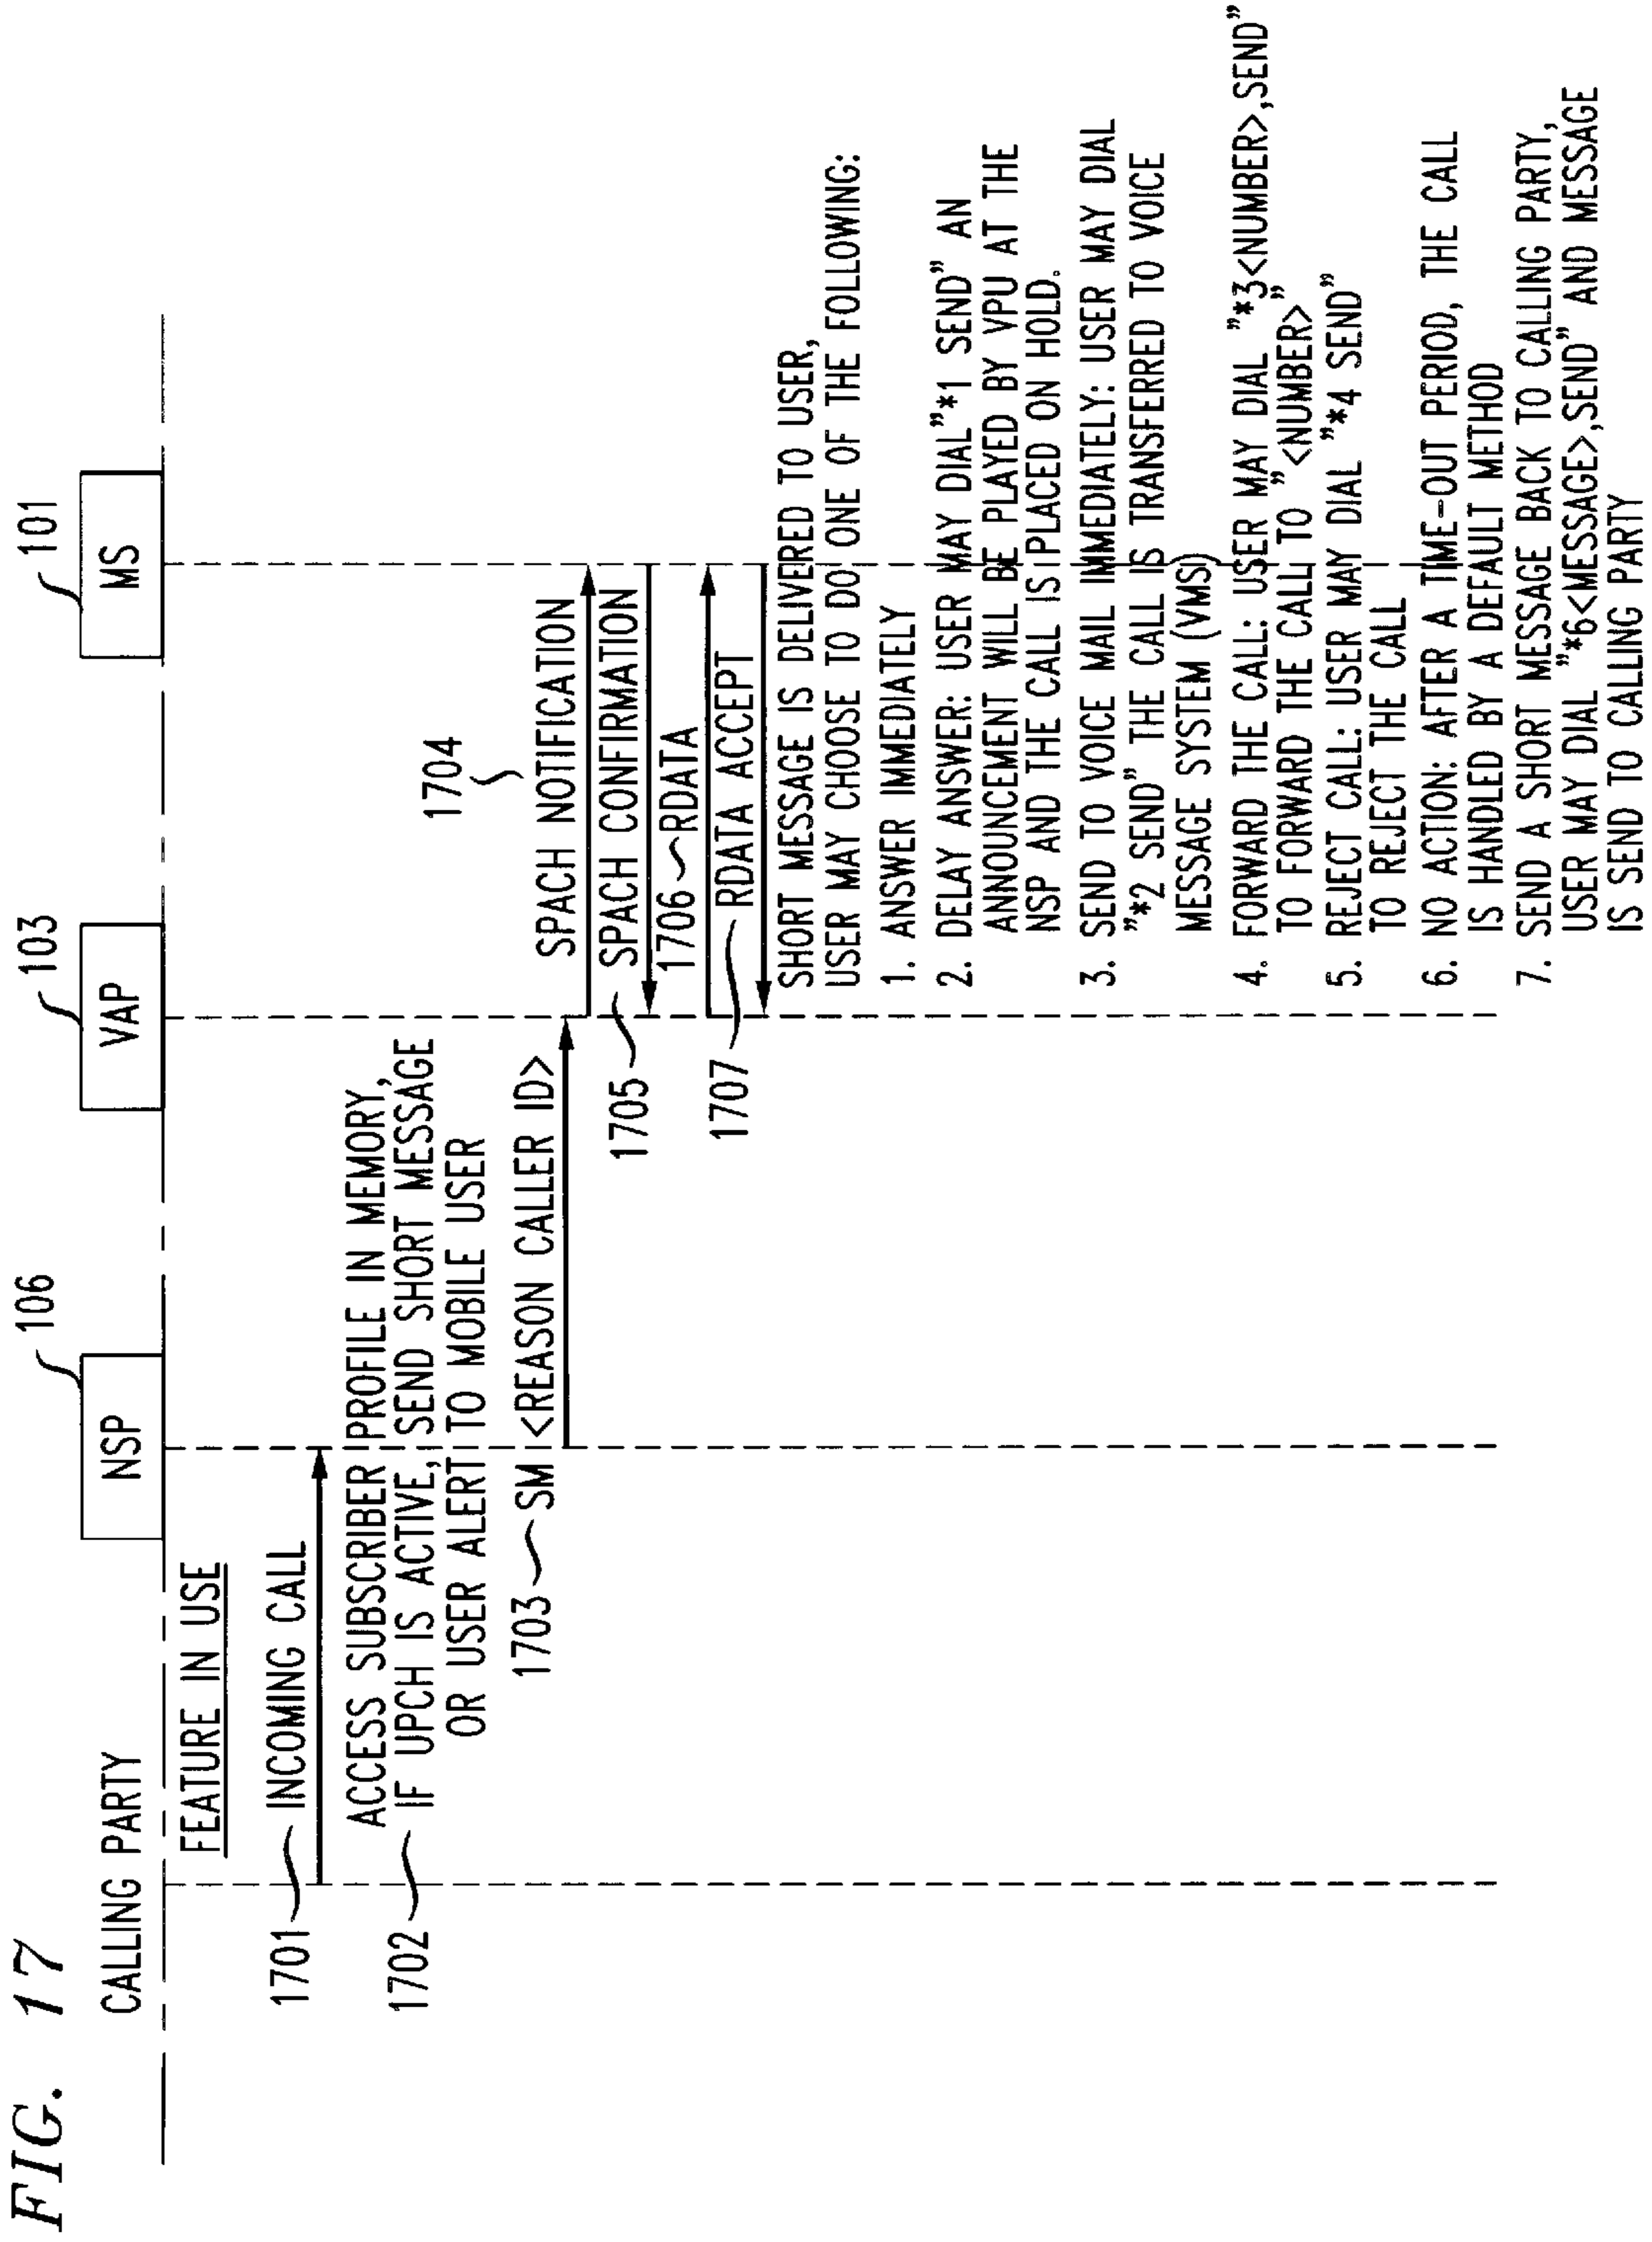 FIG. 17
CALLING PARTY
NSP
106
VAP
103
MS
101
FEATURE IN USE
1701
INCOMING CALL
1702
ACCESS SUBSCRIBER PROFILE IN MEMORY,
IF UPCH IS ACTIVE, SEND SHORT MESSAGE
OR USER ALERT TO MOBILE USER
1703
SM <REASON CALLER ID>
1704
SPACH NOTIFICATION
1705
SPACH CONFIRMATION
1706
RDATA
1707
RDATA ACCEPT
SHORT MESSAGE IS DELIVERED TO USER,
USER MAY CHOOSE TO DO ONE OF THE FOLLOWING:
1. ANSWER IMMEDIATELY
2. DELAY ANSWER: USER MAY DIAL"*1 SEND" AN
ANNOUNCEMENT WILL BE PLAYED BY VPU AT THE
NSP AND THE CALL IS PLACED ON HOLD.
3. SEND TO VOICE MAIL IMMEDIATELY: USER MAY DIAL
"*2 SEND" THE CALL IS TRANSFERRED TO VOICE
MESSAGE SYSTEM (VMS)
4. FORWARD THE CALL: USER MAY DIAL "*3<NUMBER>,SEND"
TO FORWARD THE CALL TO "<NUMBER>"
5. REJECT CALL: USER MAY DIAL "*4 SEND"
TO REJECT THE CALL
6. NO ACTION: AFTER A TIME-OUT PERIOD, THE CALL
IS HANDLED BY A DEFAULT METHOD
7. SEND A SHORT MESSAGE BACK TO CALLING PARTY,
USER MAY DIAL "*6<MESSAGE>,SEND" AND MESSAGE
IS SEND TO CALLING PARTY